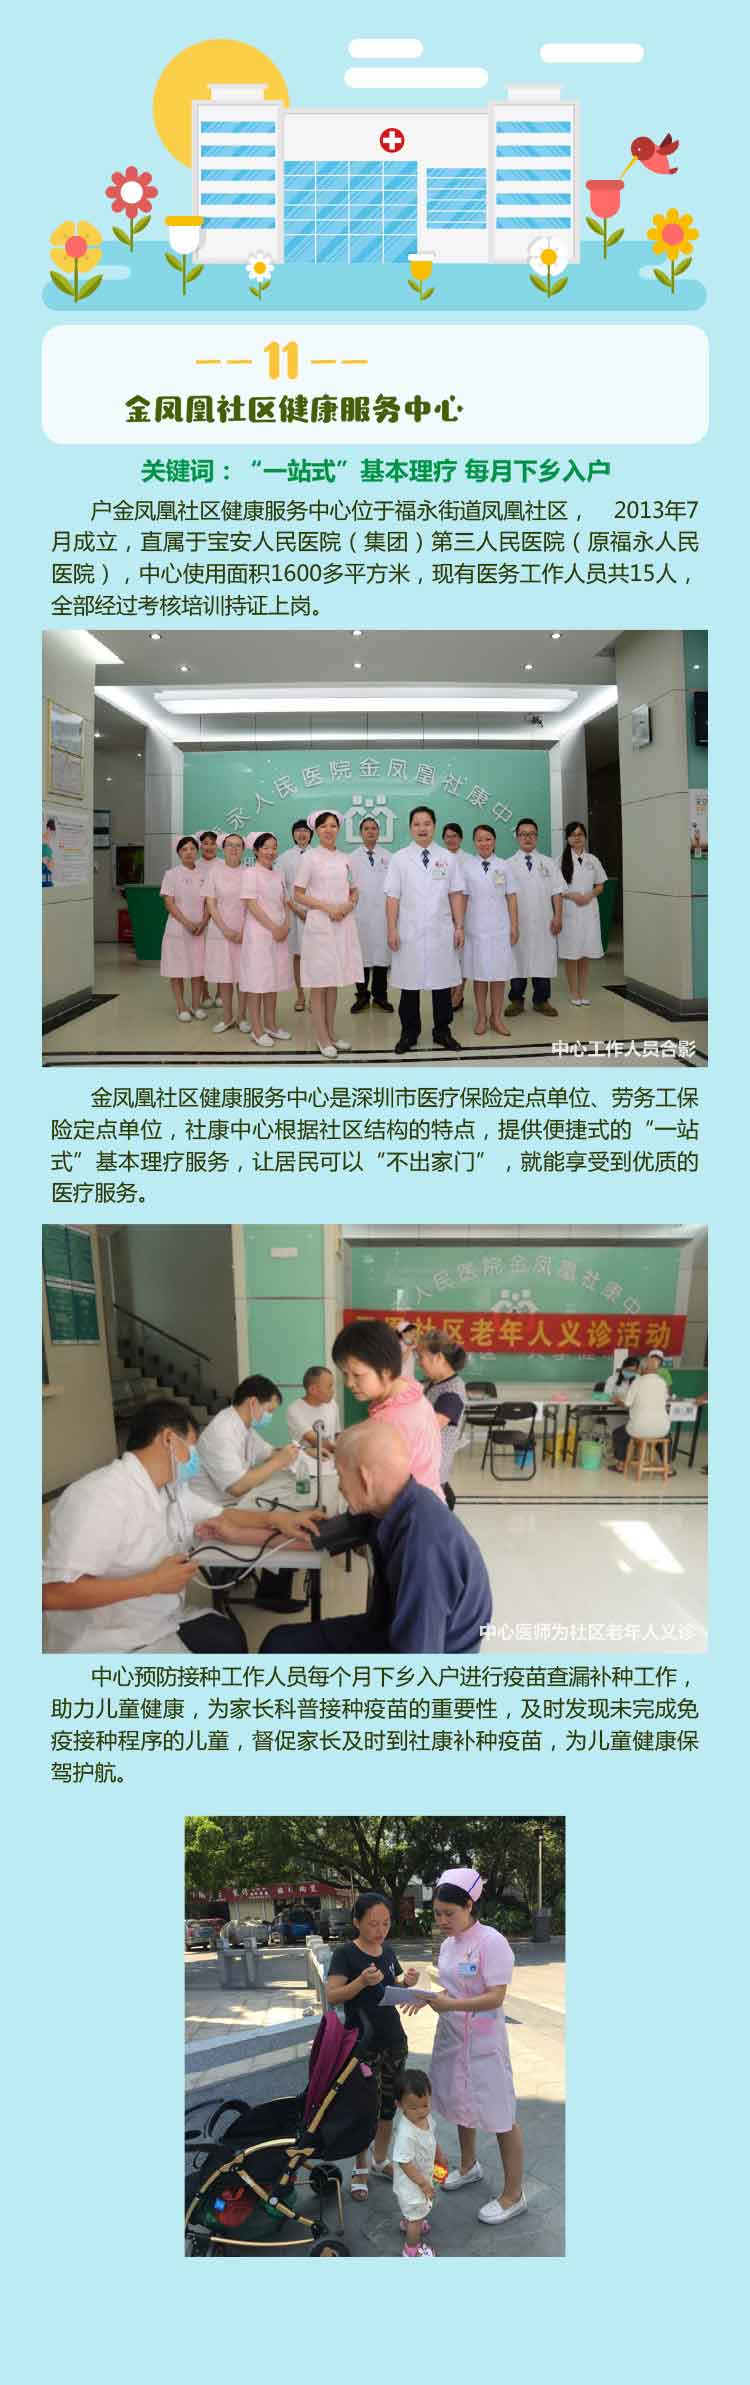 ——11——
金凤凰社区健康服务中心
关键词：“一站式”基本理疗 每月下乡入户
户金凤凰社区健康服务中心位于福永街道凤凰社区， 2013年7
月成立，直属于宝安人民医院（集团）第三人民医院（原福永人民
医院），中心使用面积1600多平方米，现有医务工作人员共15人，
全部经过考核培训持证上岗。
永人民医院金凤凰社康中
中心工作人员合影
金凤凰社区健康服务中心是深圳市医疗保险定点单位、劳务工保
险定点单位，社康中心根据社区结构的特点，提供便捷式的“一站
式”基本理疗服务，让居民可以“不出家门”，就能享受到优质的
医疗服务。
人民医院金凤凰社康中
社区老年人义诊活动
中心医师为社区老年人义诊
中心预防接种工作人员每个月下乡入户进行疫苗查漏补种工作，
助力儿童健康，为家长科普接种疫苗的重要性，及时发现未完成免
疫接种程序的儿童，督促家长及时到社康补种疫苗，为儿童健康保
驾护航。